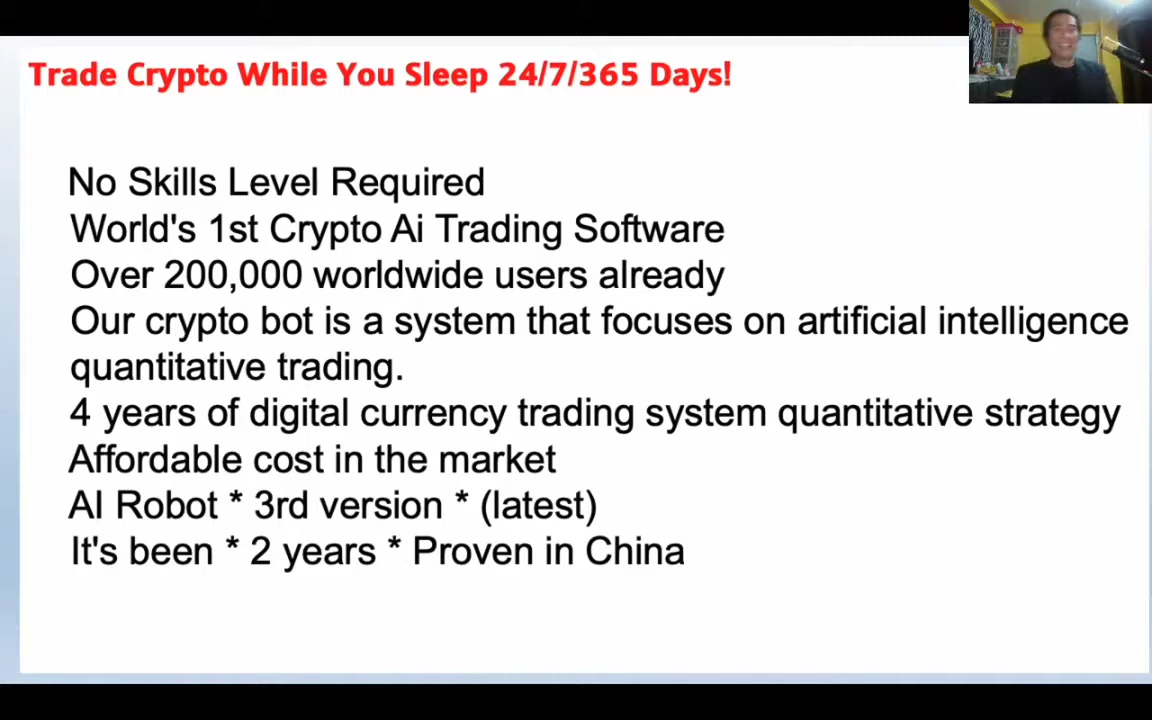 Trade Crypto While You Sleep 24/7/365 Days!
No Skills Level Required
World's 1st Crypto Ai Trading Software
Over 200,000 worldwide users already
Our crypto bot is a system that focuses on artificial intelligence
quantitative trading.
4 years of digital currency trading system quantitative strategy
Affordable cost in the market
AI Robot * 3rd version * (latest)
It's been * 2 years * Proven in China